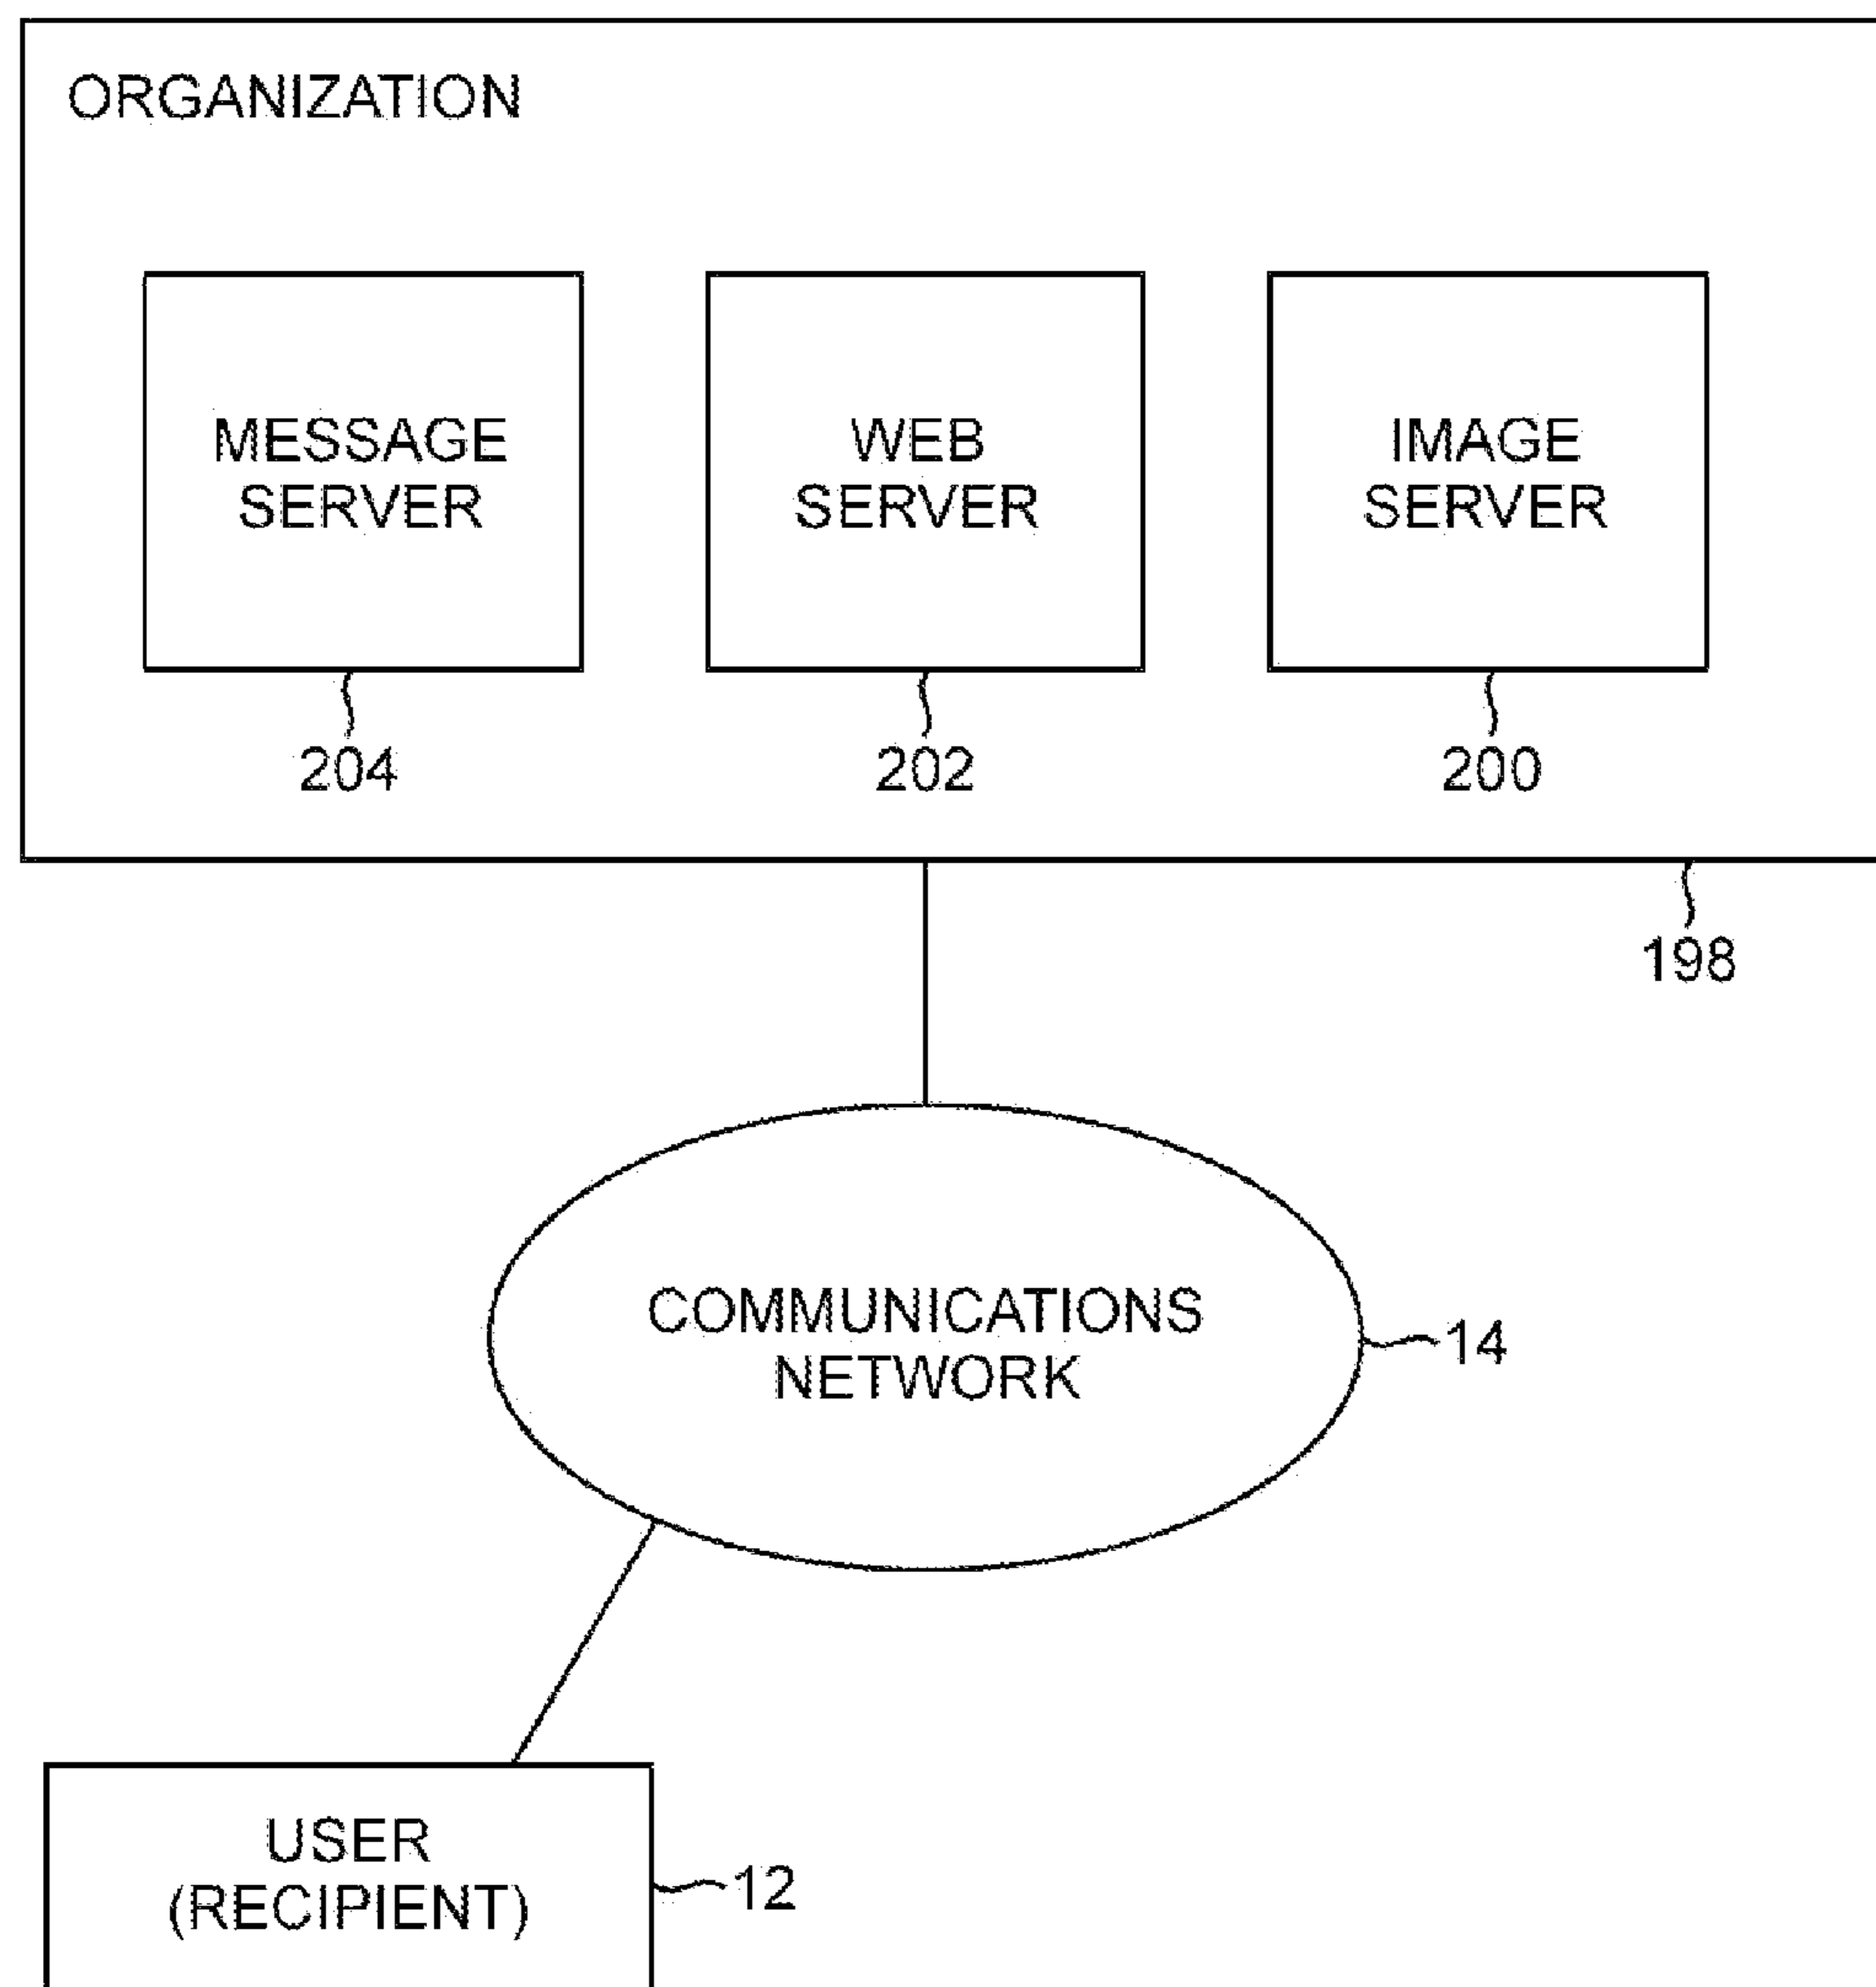 ORGANIZATION
MESSAGE
SERVER
WEB
SERVER
IMAGE
SERVER
204
202
200
198
COMMUNICATIONS
NETWORK
14
USER
(RECIPIENT)
12